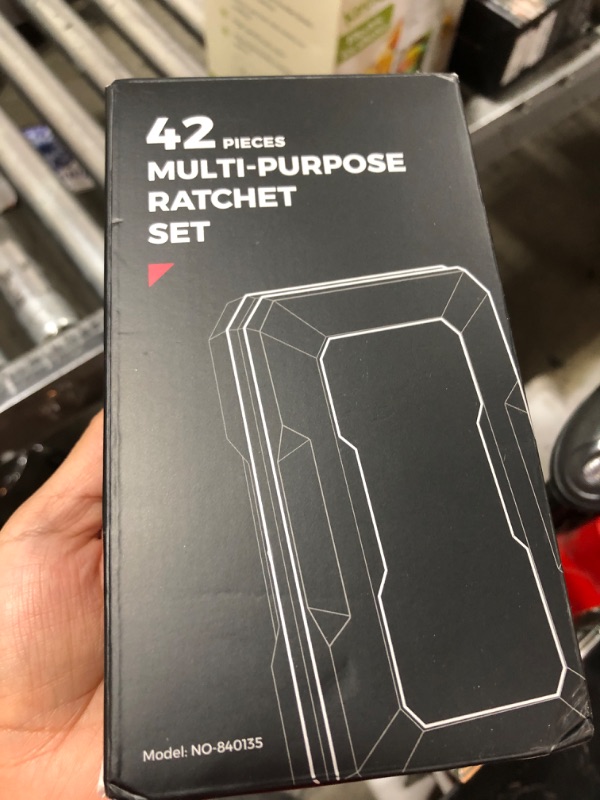 42 PIECES
MULTI-PURPOSE
RATCHET
SET
Model: NO-840135